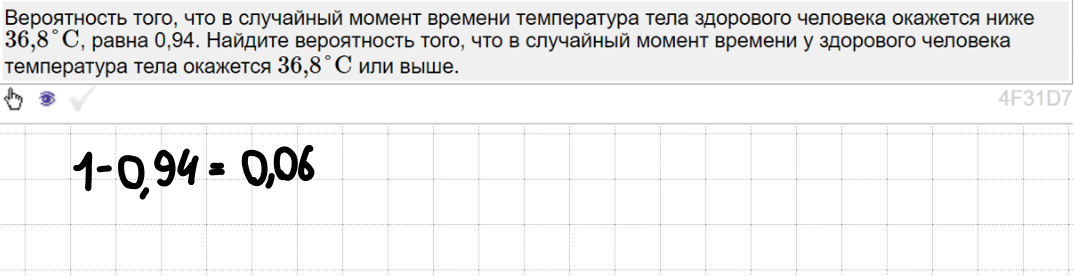 Вероятность того, что в случайный момент времени температура тела здорового человека окажется ниже
36,8°C, равна 0,94. Найдите вероятность того, что в случайный момент времени у здорового человека
температура тела окажется 36,8°C или выше.
4F31D7
1-0,94 = 0,06